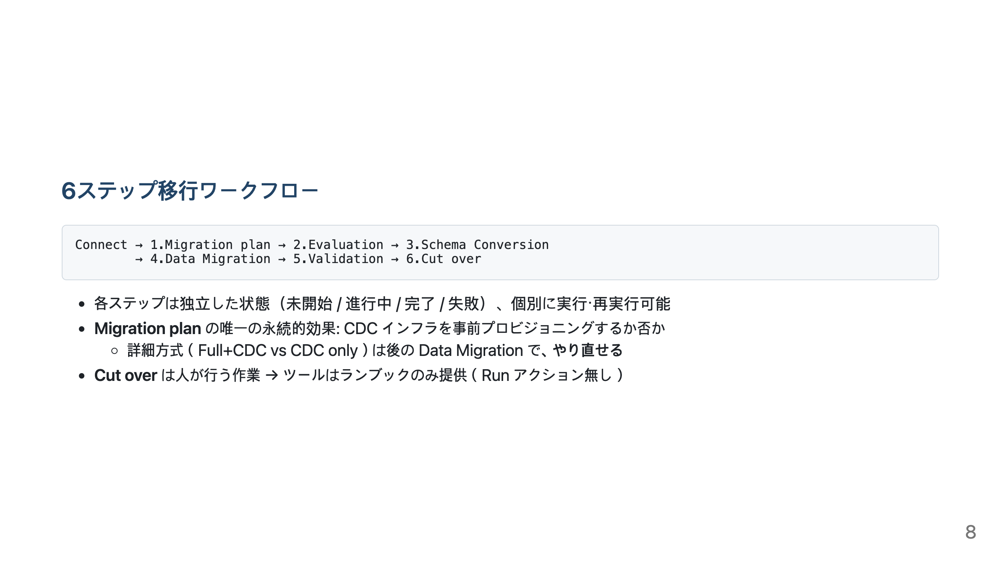 6ステップ移行ワークフロー
Connect → 1.Migration plan → 2.Evaluation → 3.Schema Conversion
→ 4.Data Migration → 5.Validation → 6.Cut over
• 各ステップは独立した状態（未開始 / 進行中 / 完了 / 失敗）、個別に実行·再実行可能
• Migration plan の唯一の永続的効果: CDC インフラを事前プロビジョニングするか否か
○ 詳細方式（ Full+CDC vs CDC only ）は後の Data Migration で、やり直せる
• Cut over は人が行う作業 → ツールはランブックのみ提供（ Run アクション無し ）
8